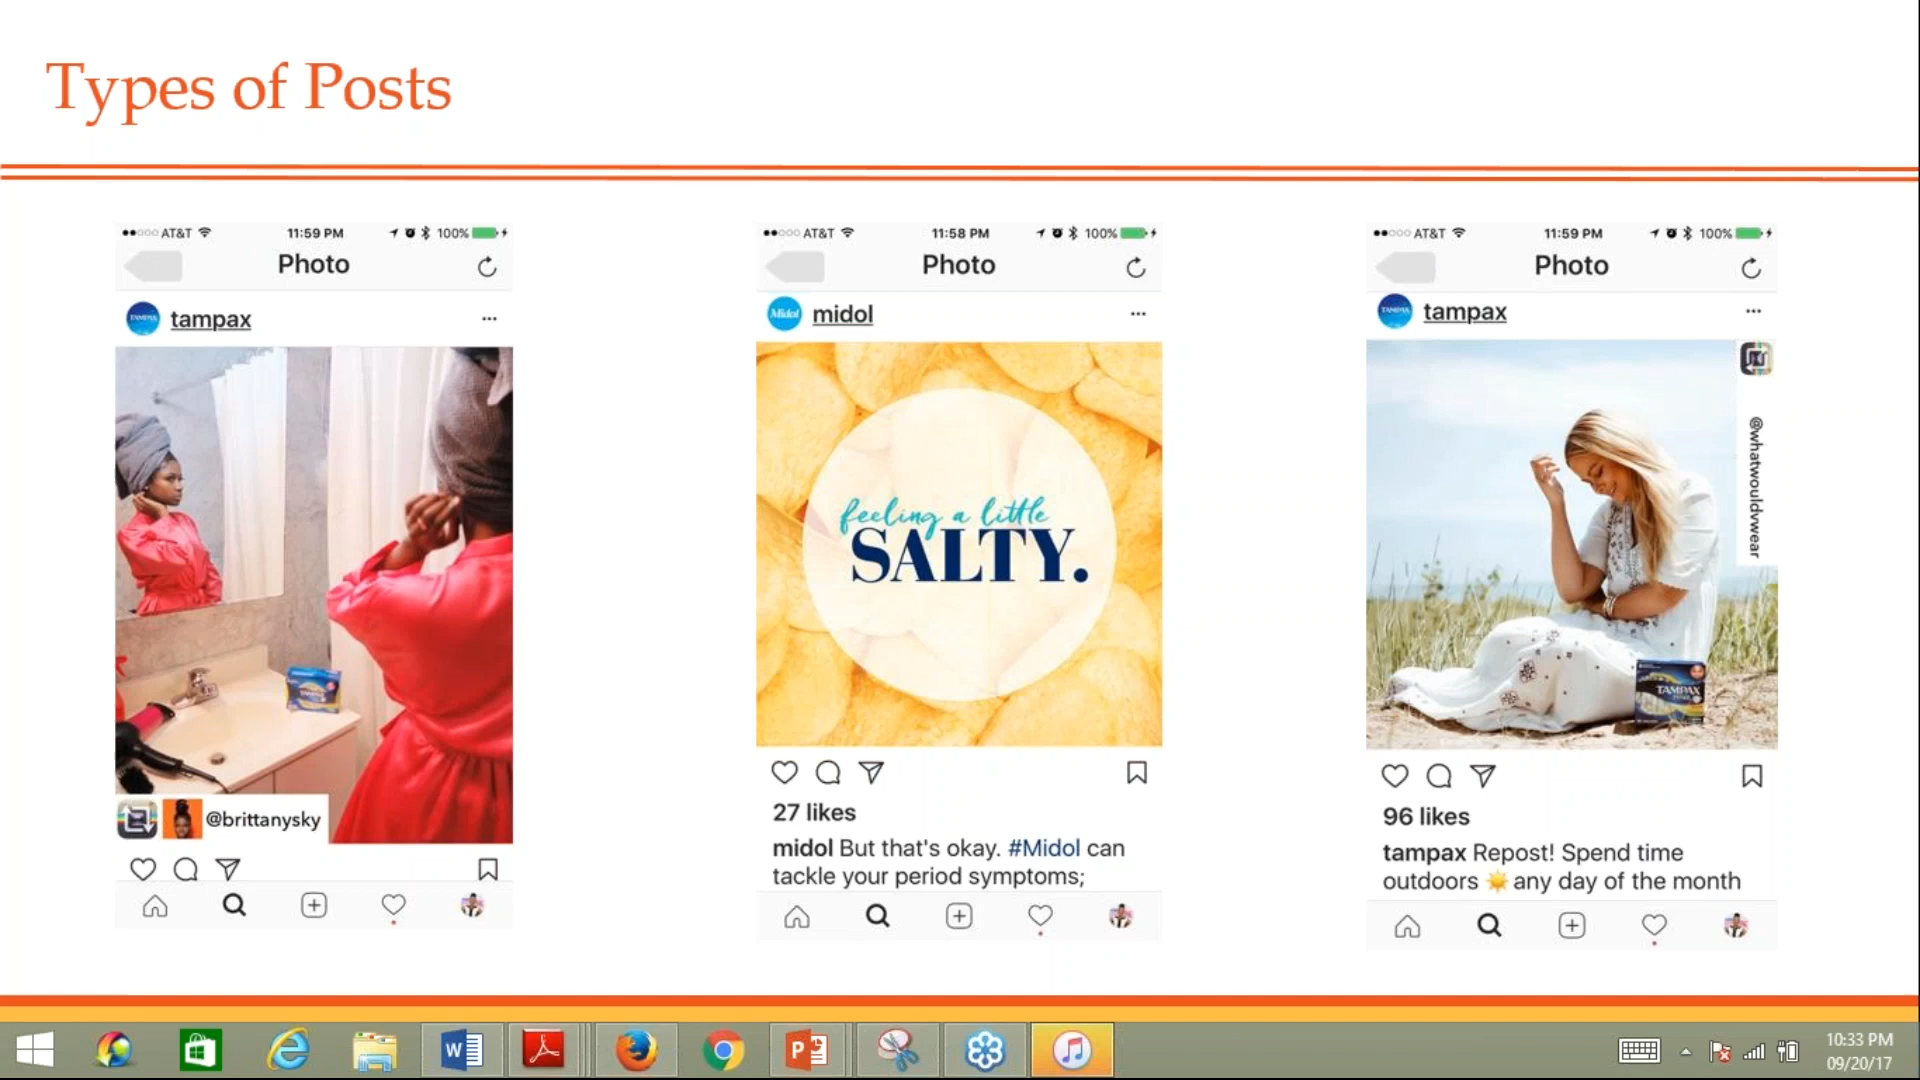 Types of Posts
AT&T 11:59 PM 100%
Photo
TAMPAX tampax
@brittanysky
AT&T 11:58 PM 100%
Photo
Midol midol
feeling a little
SALTY.
27 likes
midol But that's okay. #Midol can
tackle your period symptoms;
AT&T 11:59 PM 100%
Photo
TAMPAX tampax
@whatwouldvwear
TAMPAX
96 likes
tampax Repost! Spend time
outdoors ☀️ any day of the month
10:33 PM
09/20/17